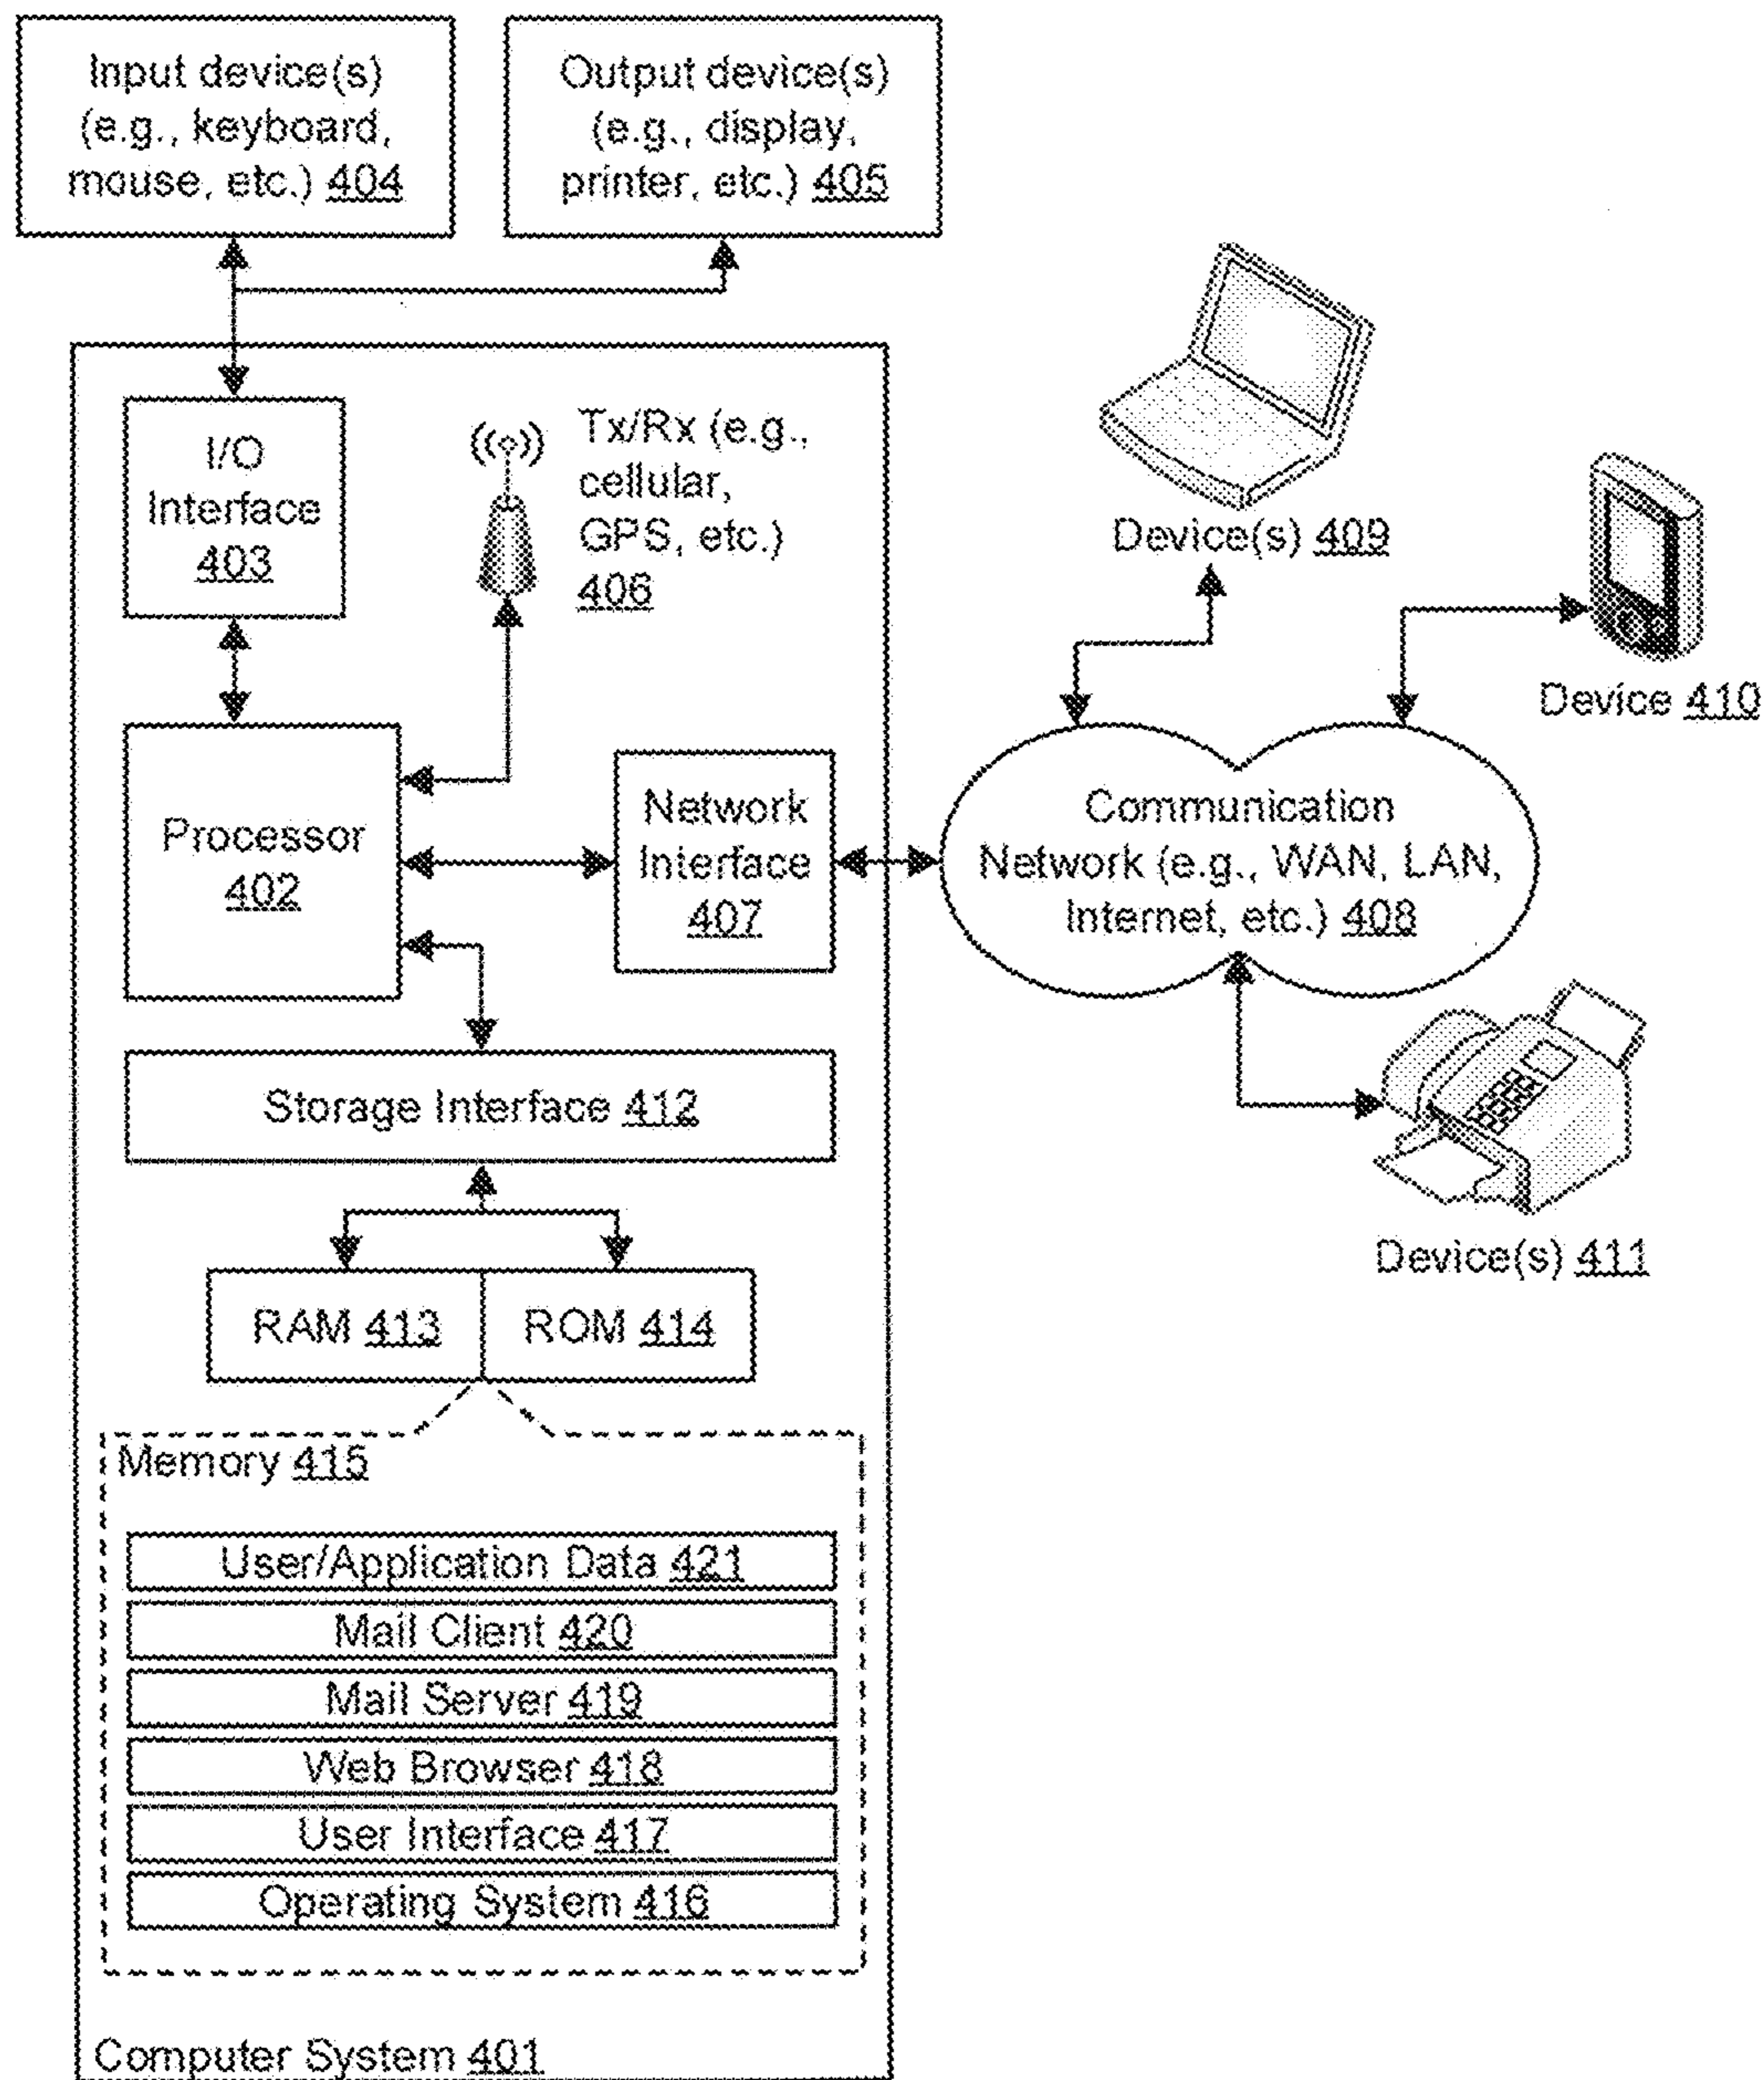 Input device(s)
(e.g., keyboard,
mouse, etc.) 404
Output device(s)
(e.g., display,
printer, etc.) 405
I/O
Interface
403
Tx/Rx (e.g.,
cellular,
GPS, etc.)
406
Device(s) 409
Device 410
Processor
402
Network
Interface
407
Communication
Network (e.g., WAN, LAN,
Internet, etc.) 408
Storage Interface 412
Device(s) 411
RAM 413
ROM 414
Memory 415
User/Application Data 421
Mail Client 420
Mail Server 419
Web Browser 418
User Interface 417
Operating System 416
Computer System 401